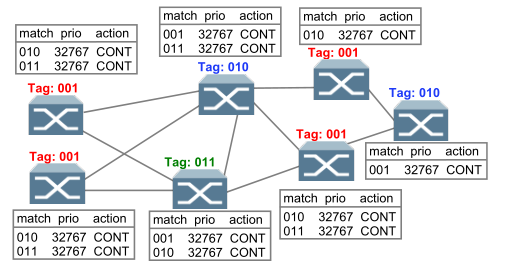 match prio action
010 32767 CONT
011 32767 CONT
Tag: 001
match prio action
001 32767 CONT
011 32767 CONT
Tag: 010
match prio action
010 32767 CONT
Tag: 001
Tag: 010
match prio action
001 32767 CONT
Tag: 001
match prio action
010 32767 CONT
011 32767 CONT
Tag: 011
match prio action
001 32767 CONT
010 32767 CONT
Tag: 001
match prio action
010 32767 CONT
011 32767 CONT